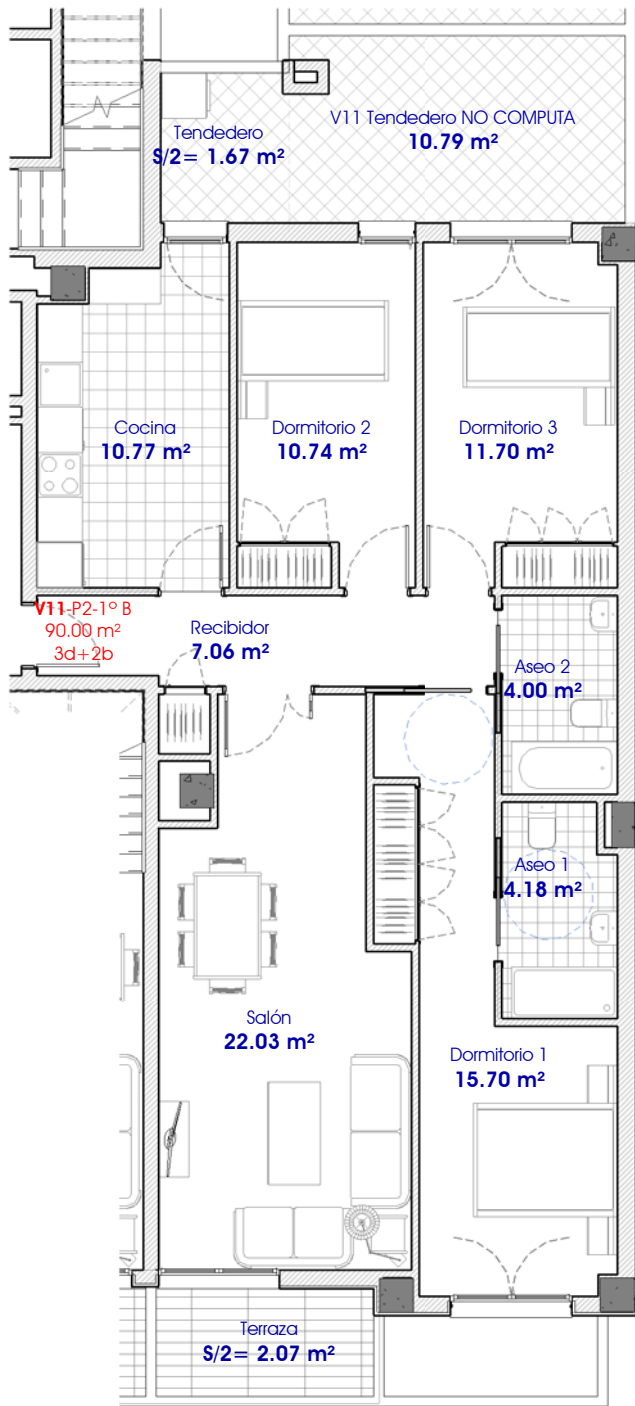 V11 Tendedero NO COMPUTA
10.79 m²
Tendedero
S/2= 1.67 m²
Cocina
10.77 m²
Dormitorio 2
10.74 m²
Dormitorio 3
11.70 m²
V11-P2-1º B
90.00 m²
3d+2b
Recibidor
7.06 m²
Aseo 2
4.00 m²
Aseo 1
4.18 m²
Salón
22.03 m²
Dormitorio 1
15.70 m²
Terraza
S/2= 2.07 m²